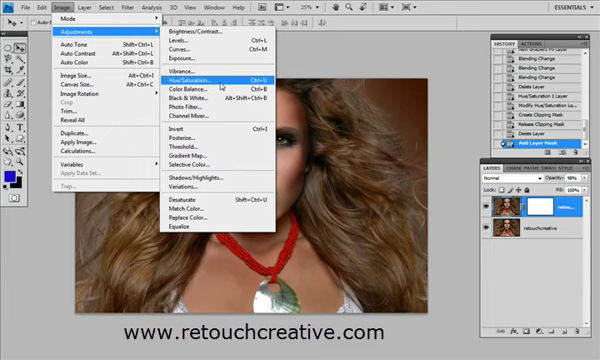 Ps File Edit Image Layer Select Filter Analysis 3D View Window Help
ESSENTIALS
Mode
Adjustments
Auto Tone Shift+Ctrl+L
Auto Contrast Alt+Shift+Ctrl+L
Auto Color Shift+Ctrl+B
Image Size... Alt+Ctrl+I
Canvas Size... Alt+Ctrl+C
Image Rotation
Crop
Trim...
Reveal All
Duplicate...
Apply Image...
Calculations...
Variables
Apply Data Set...
Trap...
Brightness/Contrast...
Levels... Ctrl+L
Curves... Ctrl+M
Exposure...
Vibrance...
Hue/Saturation... Ctrl+U
Color Balance... Ctrl+B
Black & White... Alt+Shift+Ctrl+B
Photo Filter...
Channel Mixer...
Invert Ctrl+I
Posterize...
Threshold...
Gradient Map...
Selective Color...
Shadows/Highlights...
Variations...
Desaturate Shift+Ctrl+U
Match Color...
Replace Color...
Equalize
HISTORY ACTIONS
Blending Change
Blending Change
Delete Layer
Hue/Saturation 1 Layer
Modify Hue/Saturation La...
Create Clipping Mask
Release Clipping Mask
Delete Layer
Add Layer Mask
LAYERS
Normal Opacity: 98%
Lock: Fill: 100%
retou...
retouchcreative
www.retouchcreative.com